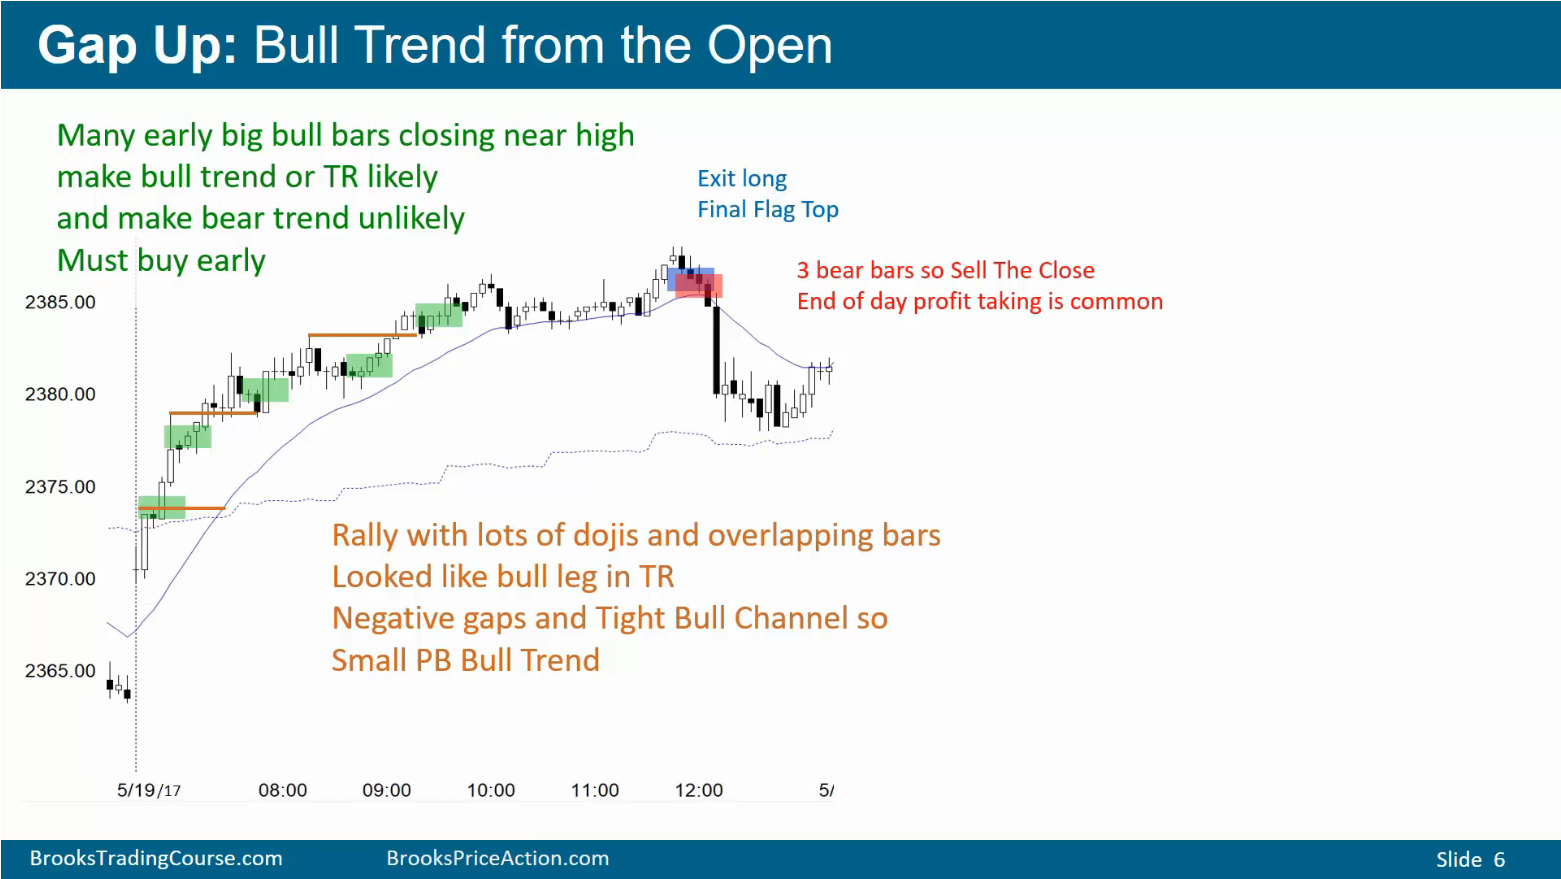 Gap Up: Bull Trend from the Open
Many early big bull bars closing near high
make bull trend or TR likely
and make bear trend unlikely
Must buy early
Exit long
Final Flag Top
3 bear bars so Sell The Close
End of day profit taking is common
2385.00
2380.00
2375.00
2370.00
2365.00
Rally with lots of dojis and overlapping bars
Looked like bull leg in TR
Negative gaps and Tight Bull Channel so
Small PB Bull Trend
5/19/17 08:00 09:00 10:00 11:00 12:00 5/
BrooksTradingCourse.com BrooksPriceAction.com Slide 6